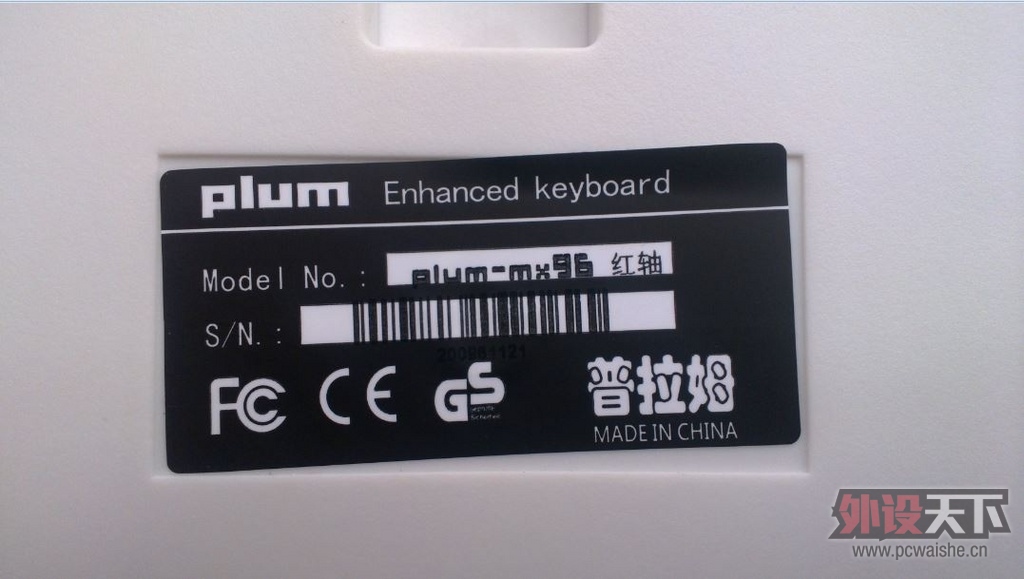 plum Enhanced keyboard
Model No.: plum-mx96 红轴
S/N.:
FC CE GS
普拉姆
MADE IN CHINA
外设天下
www.pcwaishe.cn